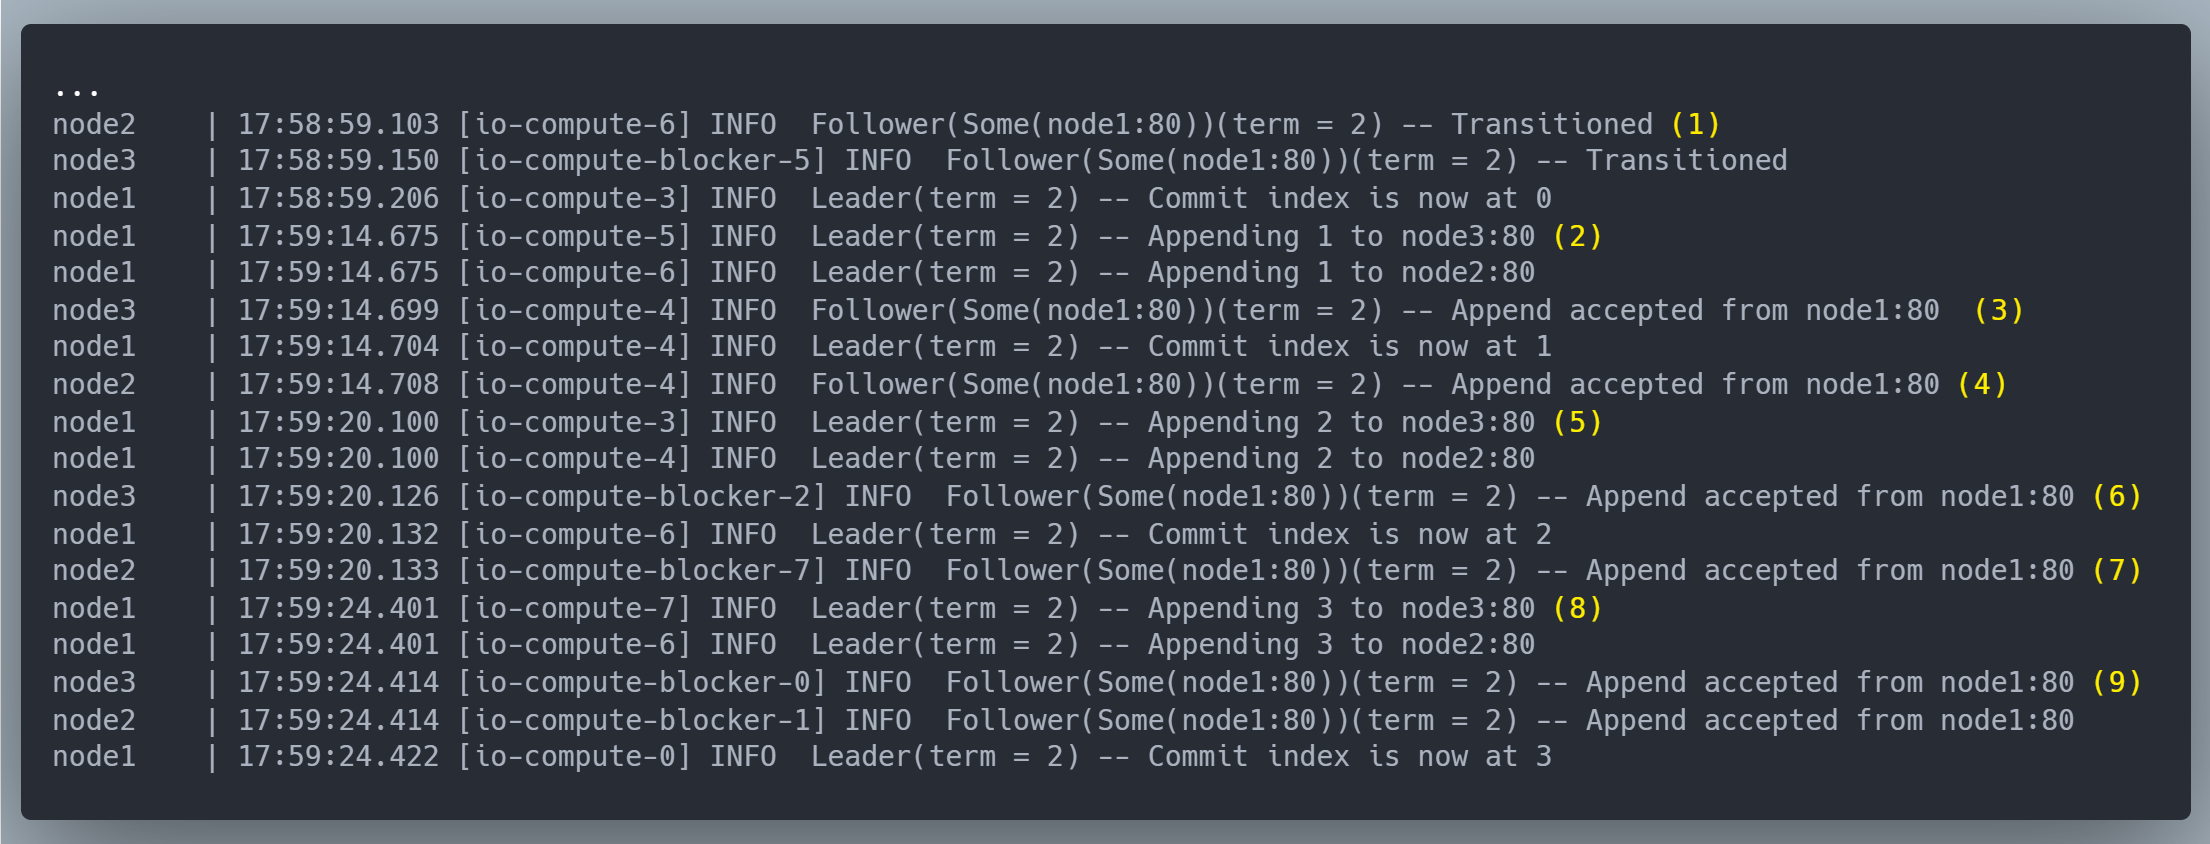 ...
node2    | 17:58:59.103 [io-compute-6] INFO  Follower(Some(node1:80))(term = 2) -- Transitioned (1)
node3    | 17:58:59.150 [io-compute-blocker-5] INFO  Follower(Some(node1:80))(term = 2) -- Transitioned
node1    | 17:58:59.206 [io-compute-3] INFO  Leader(term = 2) -- Commit index is now at 0
node1    | 17:59:14.675 [io-compute-5] INFO  Leader(term = 2) -- Appending 1 to node3:80 (2)
node1    | 17:59:14.675 [io-compute-6] INFO  Leader(term = 2) -- Appending 1 to node2:80
node3    | 17:59:14.699 [io-compute-4] INFO  Follower(Some(node1:80))(term = 2) -- Append accepted from node1:80  (3)
node1    | 17:59:14.704 [io-compute-4] INFO  Leader(term = 2) -- Commit index is now at 1
node2    | 17:59:14.708 [io-compute-4] INFO  Follower(Some(node1:80))(term = 2) -- Append accepted from node1:80 (4)
node1    | 17:59:20.100 [io-compute-3] INFO  Leader(term = 2) -- Appending 2 to node3:80 (5)
node1    | 17:59:20.100 [io-compute-4] INFO  Leader(term = 2) -- Appending 2 to node2:80
node3    | 17:59:20.126 [io-compute-blocker-2] INFO  Follower(Some(node1:80))(term = 2) -- Append accepted from node1:80 (6)
node1    | 17:59:20.132 [io-compute-6] INFO  Leader(term = 2) -- Commit index is now at 2
node2    | 17:59:20.133 [io-compute-blocker-7] INFO  Follower(Some(node1:80))(term = 2) -- Append accepted from node1:80 (7)
node1    | 17:59:24.401 [io-compute-7] INFO  Leader(term = 2) -- Appending 3 to node3:80 (8)
node1    | 17:59:24.401 [io-compute-6] INFO  Leader(term = 2) -- Appending 3 to node2:80
node3    | 17:59:24.414 [io-compute-blocker-0] INFO  Follower(Some(node1:80))(term = 2) -- Append accepted from node1:80 (9)
node2    | 17:59:24.414 [io-compute-blocker-1] INFO  Follower(Some(node1:80))(term = 2) -- Append accepted from node1:80
node1    | 17:59:24.422 [io-compute-0] INFO  Leader(term = 2) -- Commit index is now at 3